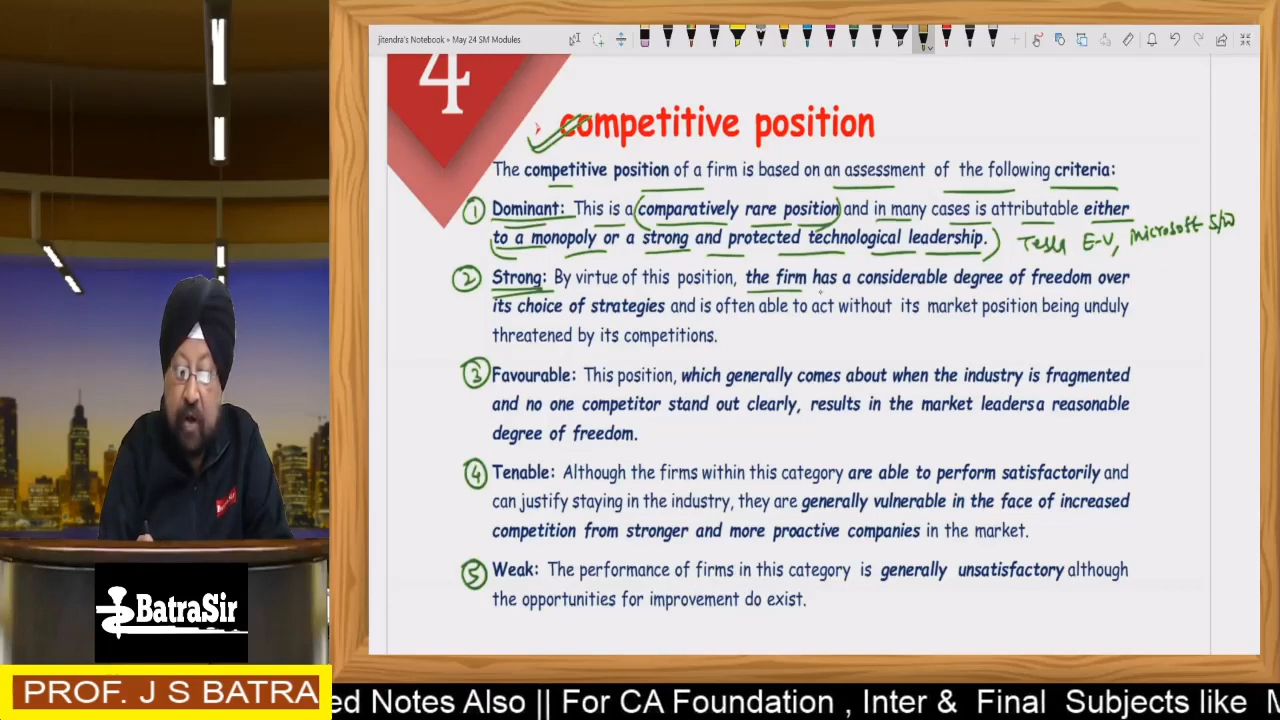 jitendra's Notebook » May 24 SM Modules
4
competitive position
The competitive position of a firm is based on an assessment of the following criteria:
① Dominant: This is a (comparatively rare position) and in many cases is attributable either
(to a monopoly or a strong and protected technological leadership.) Tesla E-V, Microsoft S/W
② Strong: By virtue of this position, the firm has a considerable degree of freedom over
its choice of strategies and is often able to act without its market position being unduly
threatened by its competitions.
③ Favourable: This position, which generally comes about when the industry is fragmented
and no one competitor stand out clearly, results in the market leaders a reasonable
degree of freedom.
④ Tenable: Although the firms within this category are able to perform satisfactorily and
can justify staying in the industry, they are generally vulnerable in the face of increased
competition from stronger and more proactive companies in the market.
⑤ Weak: The performance of firms in this category is generally unsatisfactory although
the opportunities for improvement do exist.
BatraSir
PROF. J S BATRA
ed Notes Also || For CA Foundation , Inter & Final Subjects like M